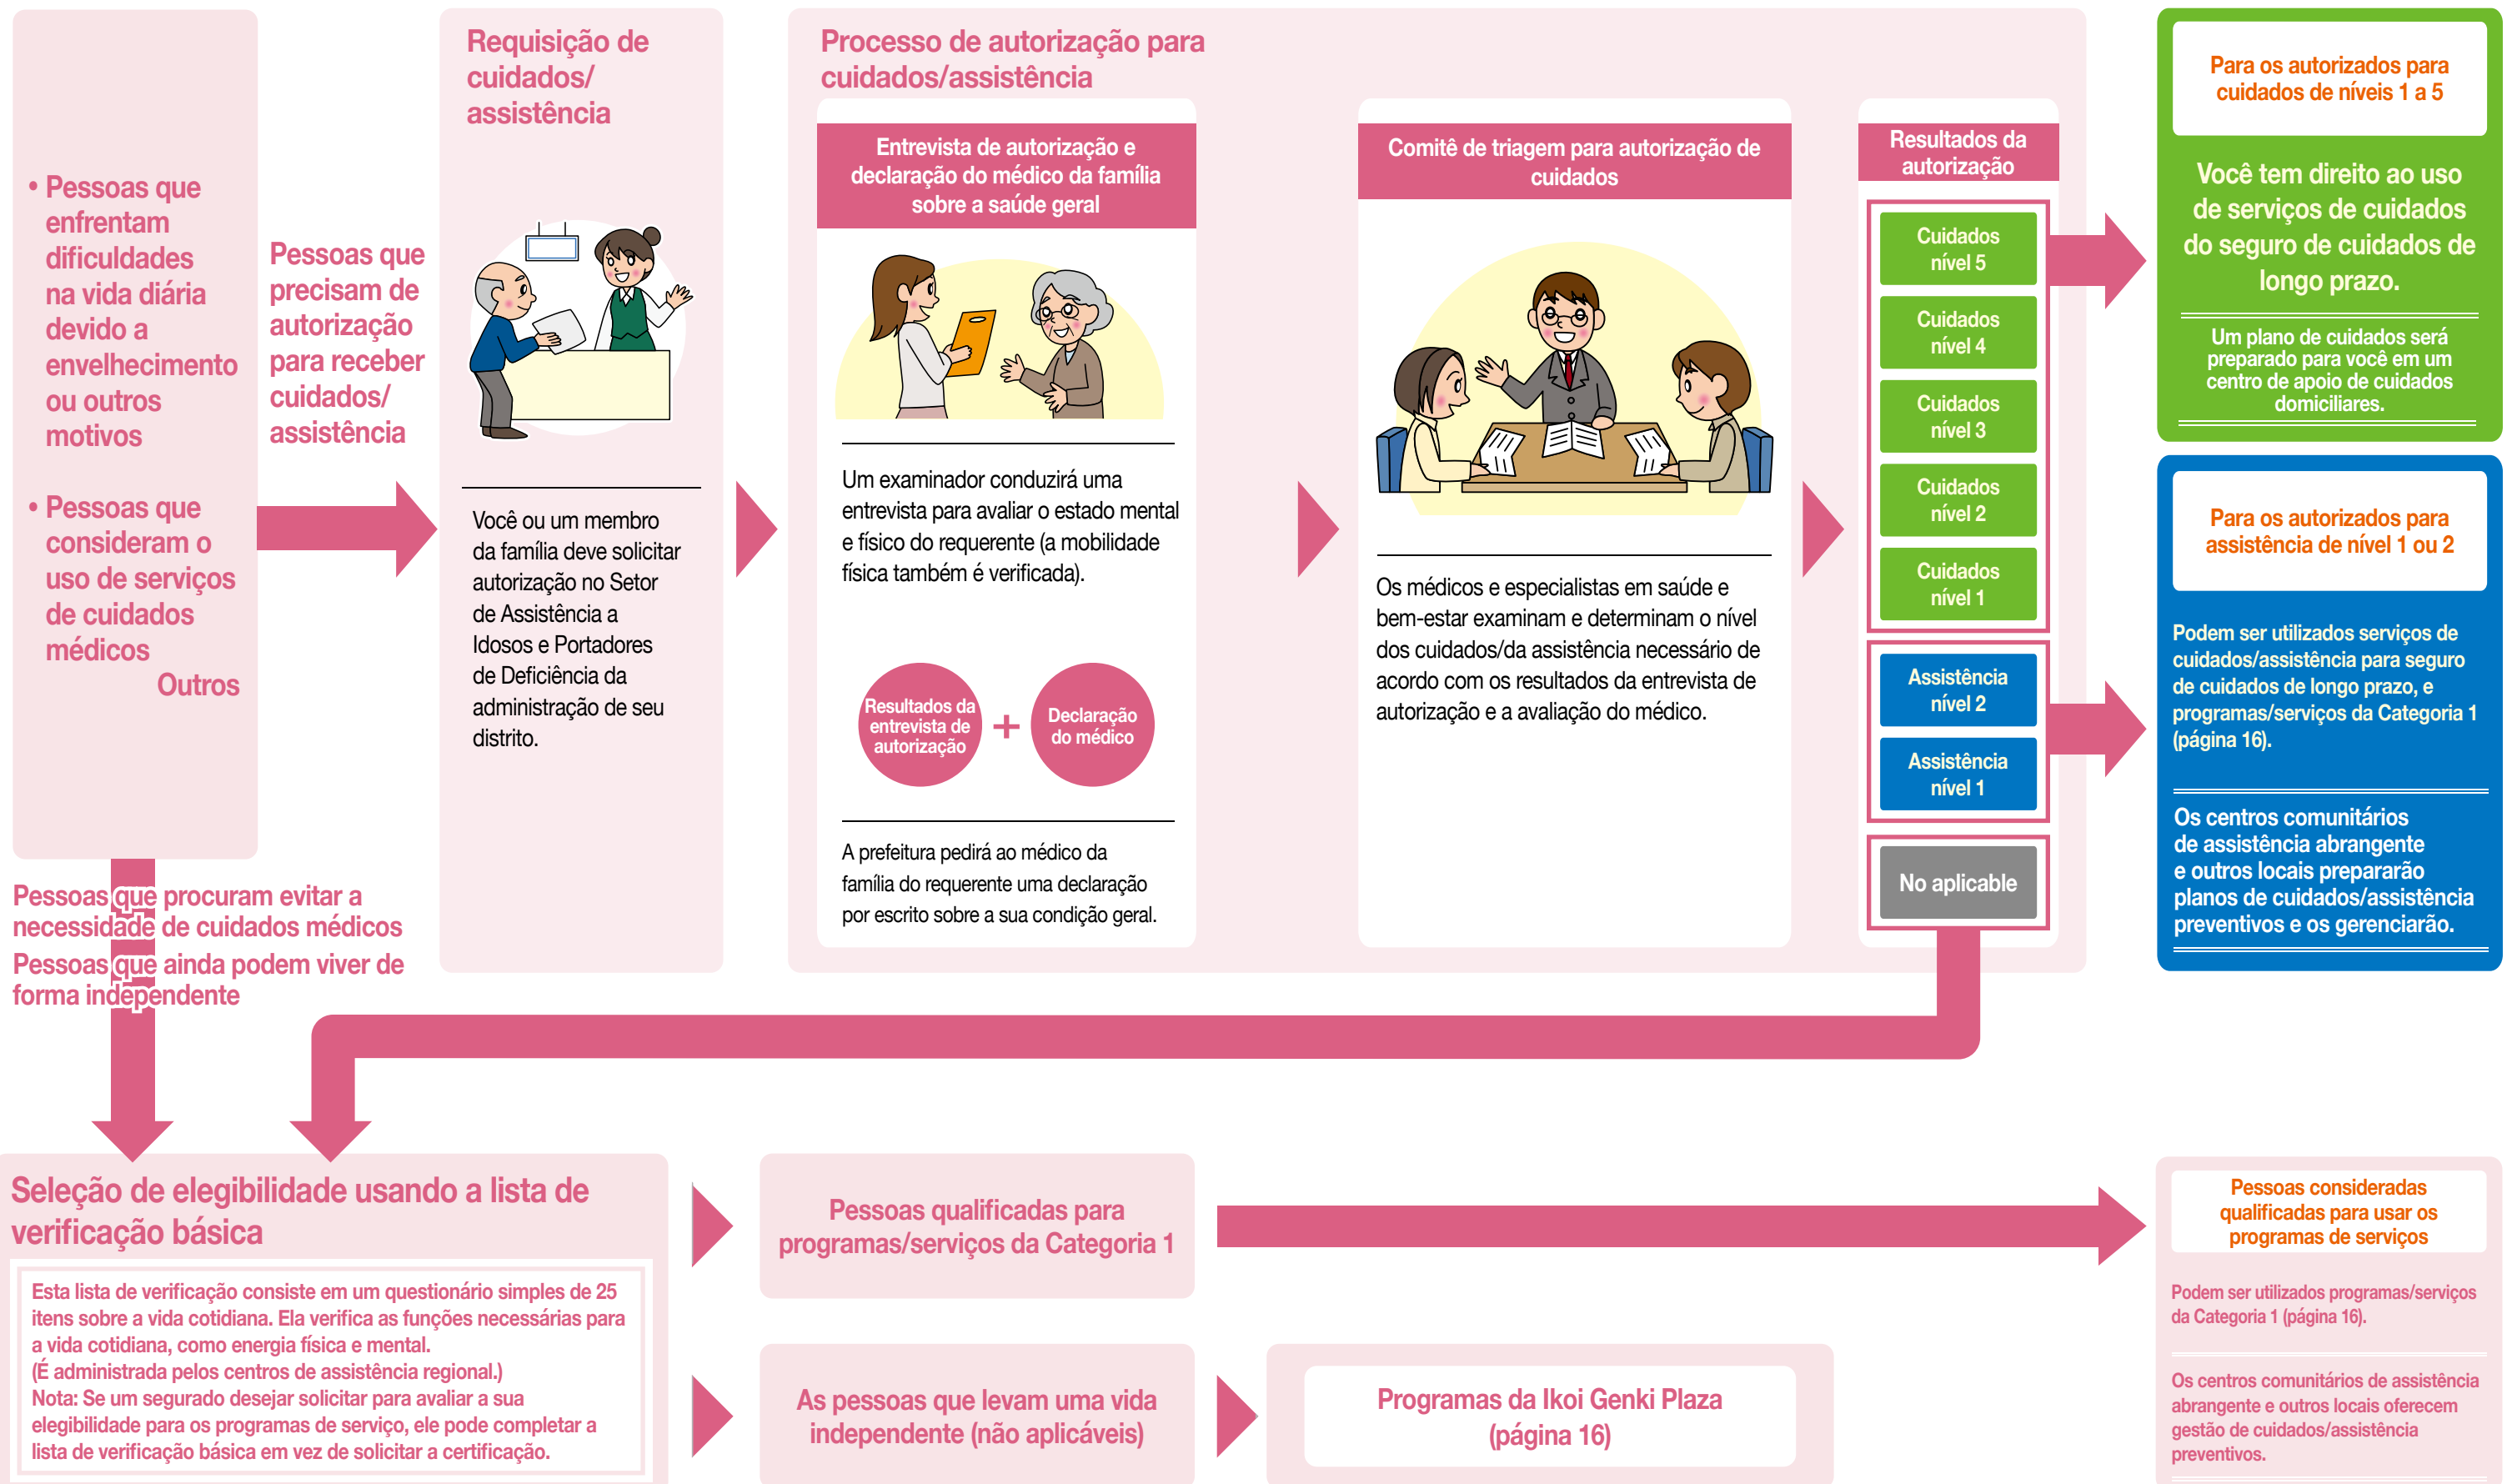 • Pessoas que
enfrentam
dificuldades
na vida diária
devido a
envelhecimento
ou outros
motivos
• Pessoas que
consideram o
uso de serviços
de cuidados
médicos
Outros
Pessoas que
precisam de
autorização
para receber
cuidados/
assistência
Requisição de
cuidados/
assistência
Você ou um membro
da família deve solicitar
autorização no Setor
de Assistência a
Idosos e Portadores
de Deficiência da
administração de seu
distrito.
Processo de autorização para
cuidados/assistência
Entrevista de autorização e
declaração do médico da família
sobre a saúde geral
Um examinador conduzirá uma
entrevista para avaliar o estado mental
e físico do requerente (a mobilidade
física também é verificada).
Resultados da
entrevista de
autorização
+
Declaração
do médico
A prefeitura pedirá ao médico da
família do requerente uma declaração
por escrito sobre a sua condição geral.
Comitê de triagem para autorização de
cuidados
Os médicos e especialistas em saúde e
bem-estar examinam e determinam o nível
dos cuidados/da assistência necessário de
acordo com os resultados da entrevista de
autorização e a avaliação do médico.
Resultados da
autorização
Cuidados
nível 5
Cuidados
nível 4
Cuidados
nível 3
Cuidados
nível 2
Cuidados
nível 1
Assistência
nível 2
Assistência
nível 1
No aplicable
Para os autorizados para
cuidados de níveis 1 a 5
Você tem direito ao uso
de serviços de cuidados
do seguro de cuidados de
longo prazo.
Um plano de cuidados será
preparado para você em um
centro de apoio de cuidados
domiciliares.
Para os autorizados para
assistência de nível 1 ou 2
Podem ser utilizados serviços de
cuidados/assistência para seguro
de cuidados de longo prazo, e
programas/serviços da Categoria 1
(página 16).
Os centros comunitários
de assistência abrangente
e outros locais prepararão
planos de cuidados/assistência
preventivos e os gerenciarão.
Pessoas que procuram evitar a
necessidade de cuidados médicos
Pessoas que ainda podem viver de
forma independente
Seleção de elegibilidade usando a lista de
verificação básica
Esta lista de verificação consiste em um questionário simples de 25
itens sobre a vida cotidiana. Ela verifica as funções necessárias para
a vida cotidiana, como energia física e mental.
(É administrada pelos centros de assistência regional.)
Nota: Se um segurado desejar solicitar para avaliar a sua
elegibilidade para os programas de serviço, ele pode completar a
lista de verificação básica em vez de solicitar a certificação.
Pessoas qualificadas para
programas/serviços da Categoria 1
As pessoas que levam uma vida
independente (não aplicáveis)
Programas da Ikoi Genki Plaza
(página 16)
Pessoas consideradas
qualificadas para usar os
programas de serviços
Podem ser utilizados programas/serviços
da Categoria 1 (página 16).
Os centros comunitários de assistência
abrangente e outros locais oferecem
gestão de cuidados/assistência
preventivos.